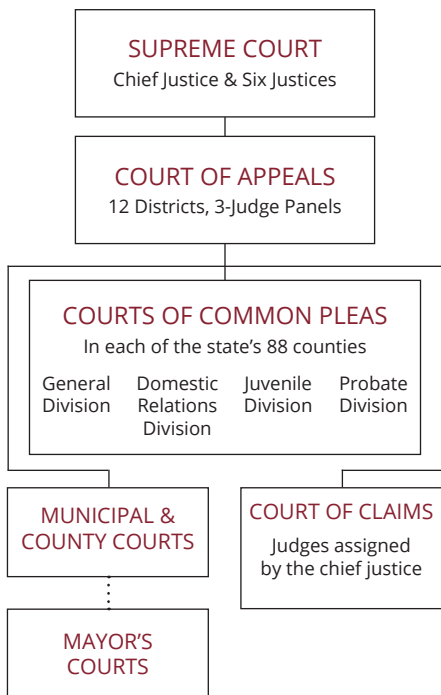 SUPREME COURT
Chief Justice & Six Justices
COURT OF APPEALS
12 Districts, 3-Judge Panels
COURTS OF COMMON PLEAS
In each of the state’s 88 counties
General
Division
Domestic
Relations
Division
Juvenile
Division
Probate
Division
MUNICIPAL &
COUNTY COURTS
COURT OF CLAIMS
Judges assigned
by the chief justice
MAYOR’S
COURTS